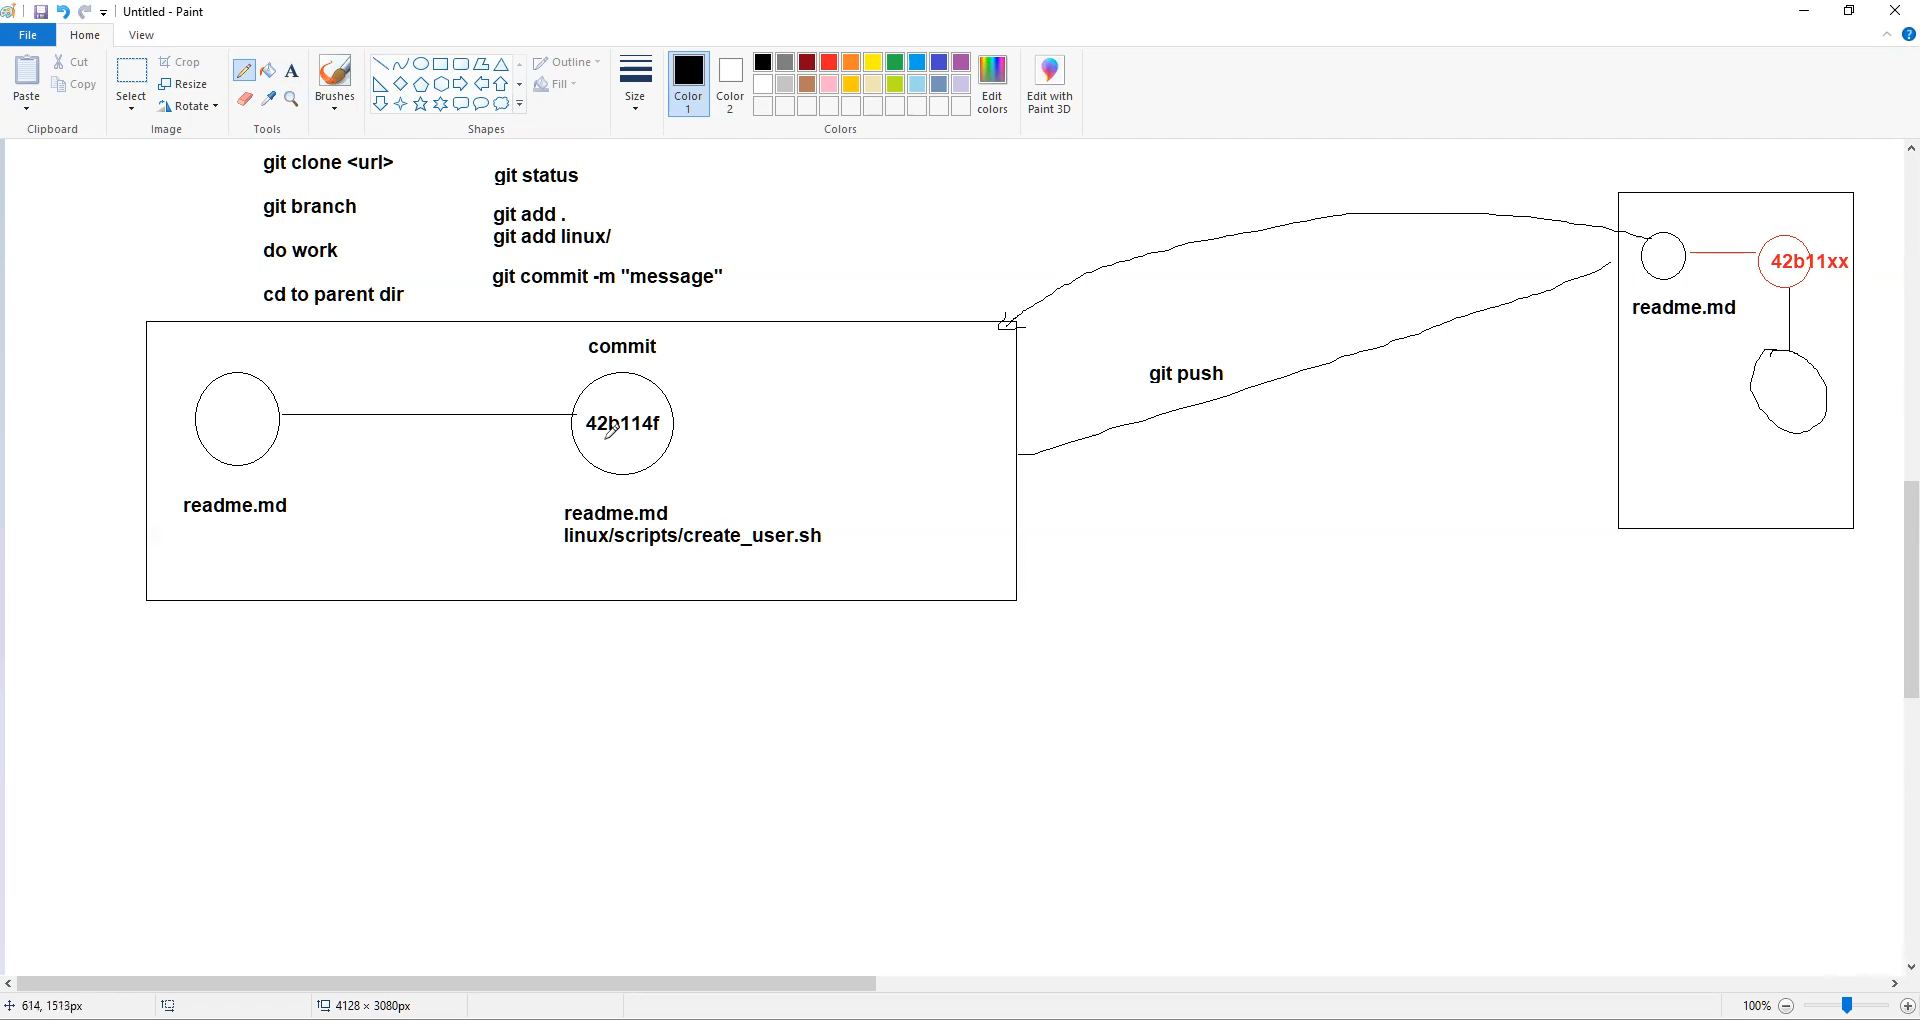 Untitled - Paint
File
Home
View
Paste
Cut
Copy
Clipboard
Select
Crop
Resize
Rotate
Image
Tools
Brushes
Shapes
Outline
Fill
Size
Color
1
Color
2
Edit
colors
Edit with
Paint 3D
Colors
git clone <url>
git branch
do work
cd to parent dir
git status
git add .
git add linux/
git commit -m "message"
commit
42b114f
readme.md
readme.md
linux/scripts/create_user.sh
git push
42b11xx
readme.md
614, 1513px
4128 × 3080px
100%